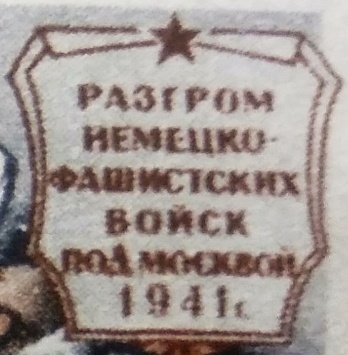 РАЗГРОМ
НЕМЕЦКО-
ФАШИСТСКИХ
ВОЙСК
ПОД МОСКВОЙ
1941г.